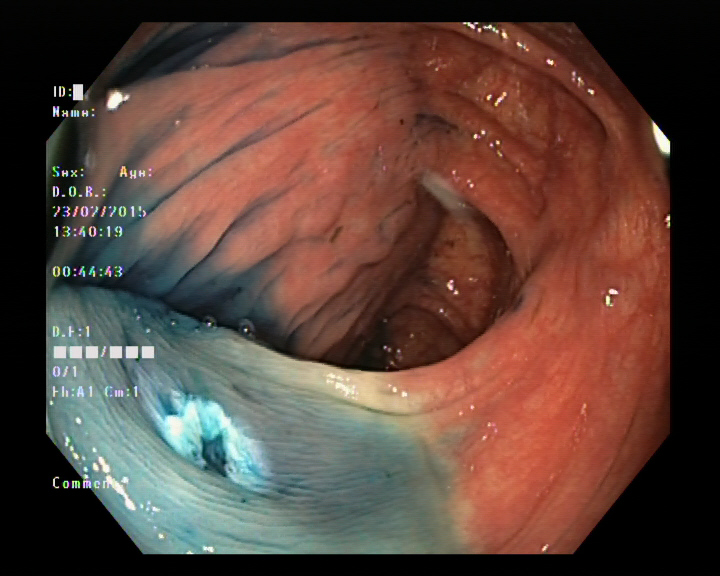 ID:
Name:
Sex: Age:
D.O.B.:
23/02/2015
13:40:19
00:44:43
D.F:1
■■■/■■■
0/1
Eh:A1 Cm:1
Comment